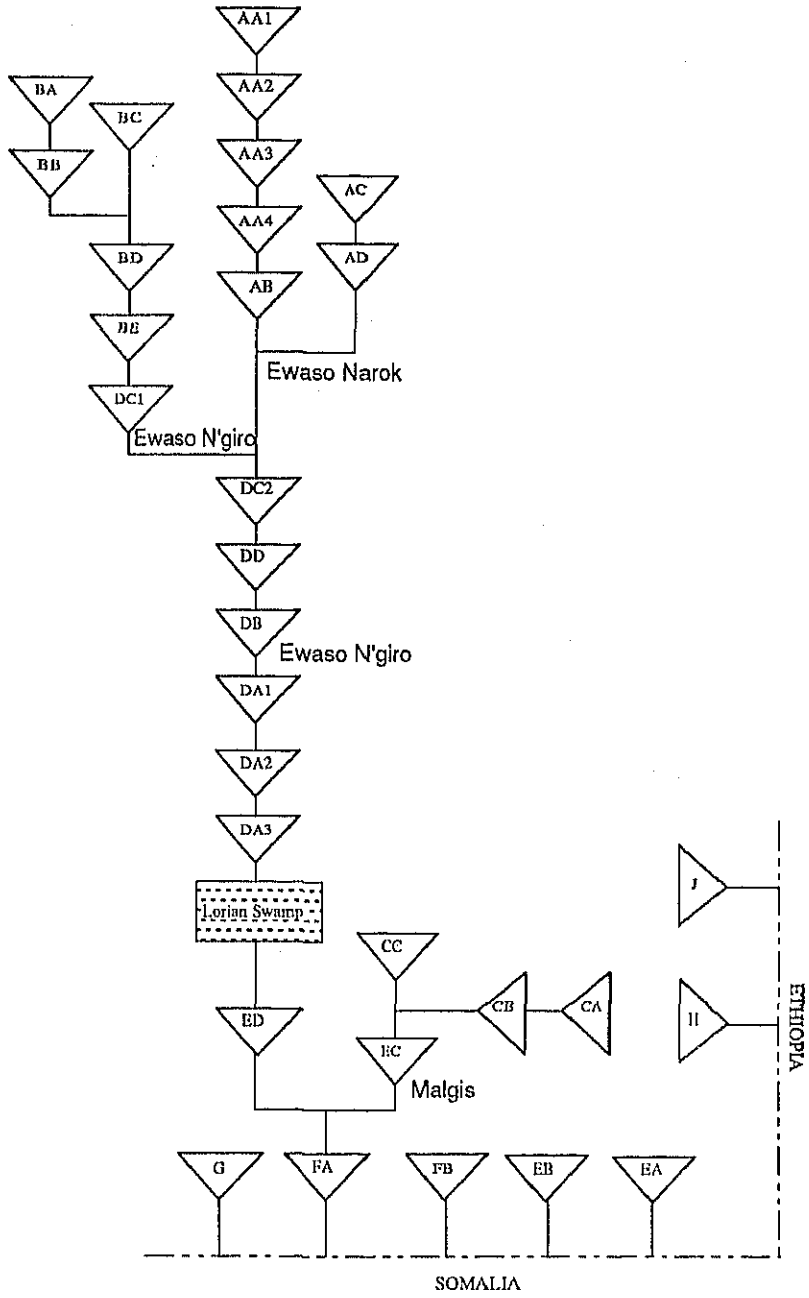 AA1
BA
AA2
BC
AA3
BB
AC
AA4
BD
AD
AB
BE
Ewaso Narok
DC1
Ewaso N'giro
DC2
DD
DB
Ewaso N'giro
DA1
DA2
DA3
J
Lorian Swamp
CC
CB
CA
ED
H
ETHIOPIA
EC
Malgis
G
FA
FB
EB
EA
SOMALIA